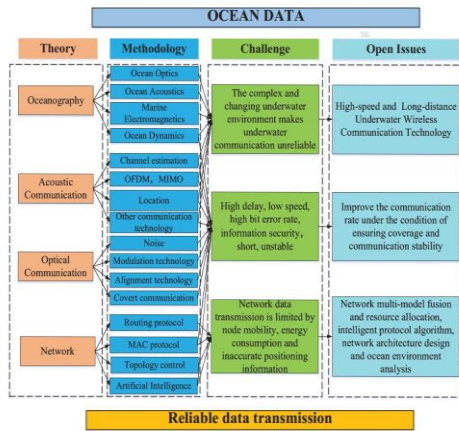 OCEAN DATA
Theory
Methodology
Challenge
Open Issues
Oceanography
Acoustic
Communication
Optical
Communication
Network
Ocean Optics
Ocean Acoustics
Marine
Electromagnetics
Ocean Dynamics
Channel estimation
OFDM, MIMO
Location
Other communication
technology
Noise
Modulation technology
Alignment technology
Covert communication
Routing protocol
MAC protocol
Topology control
Artificial Intelligence
The complex and
changing underwater
environment makes
underwater
communication unreliable
High delay, low speed,
high bit error rate,
information security,
short, unstable
Network data
transmission is limited by
node mobility, energy
consumption and
inaccurate positioning
information
High-speed and Long-distance
Underwater Wireless
Communication Technology
Improve the communication
rate under the condition of
ensuring coverage and
communication stability
Network multi-model fusion
and resource allocation,
intelligent protocol algorithm,
network architecture design
and ocean environment
analysis
Reliable data transmission